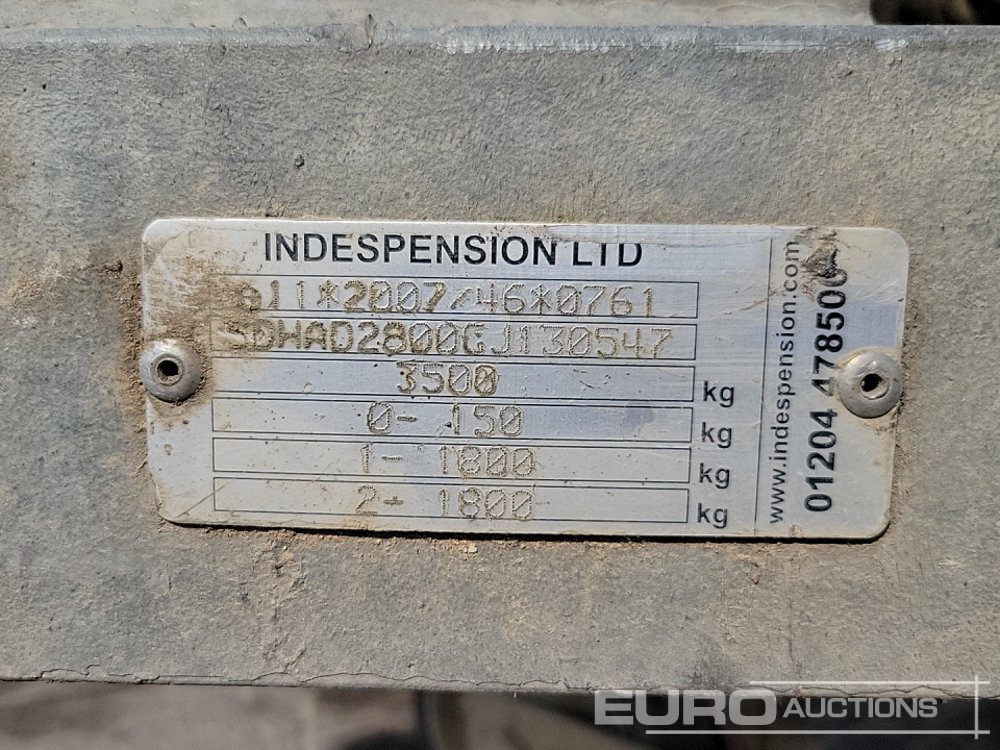 INDESPENSION LTD
e11*2007/46*0761
SDHAD2800GJ130547
3500 kg
0- 150 kg
1- 1800 kg
2- 1800 kg
www.indespension.com
01204 478500
EURO AUCTIONS